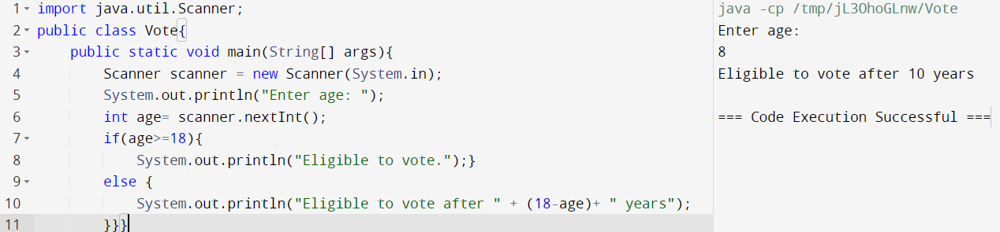 1 import java.util.Scanner;
2 public class Vote{
3 public static void main(String[] args){
4 Scanner scanner = new Scanner(System.in);
5 System.out.println("Enter age: ");
6 int age= scanner.nextInt();
7 if(age>=18){
8 System.out.println("Eligible to vote.");}
9 else {
10 System.out.println("Eligible to vote after " + (18-age)+ " years");
11 }}}
java -cp /tmp/jL3OhoGLnw/Vote
Enter age:
8
Eligible to vote after 10 years
=== Code Execution Successful ===